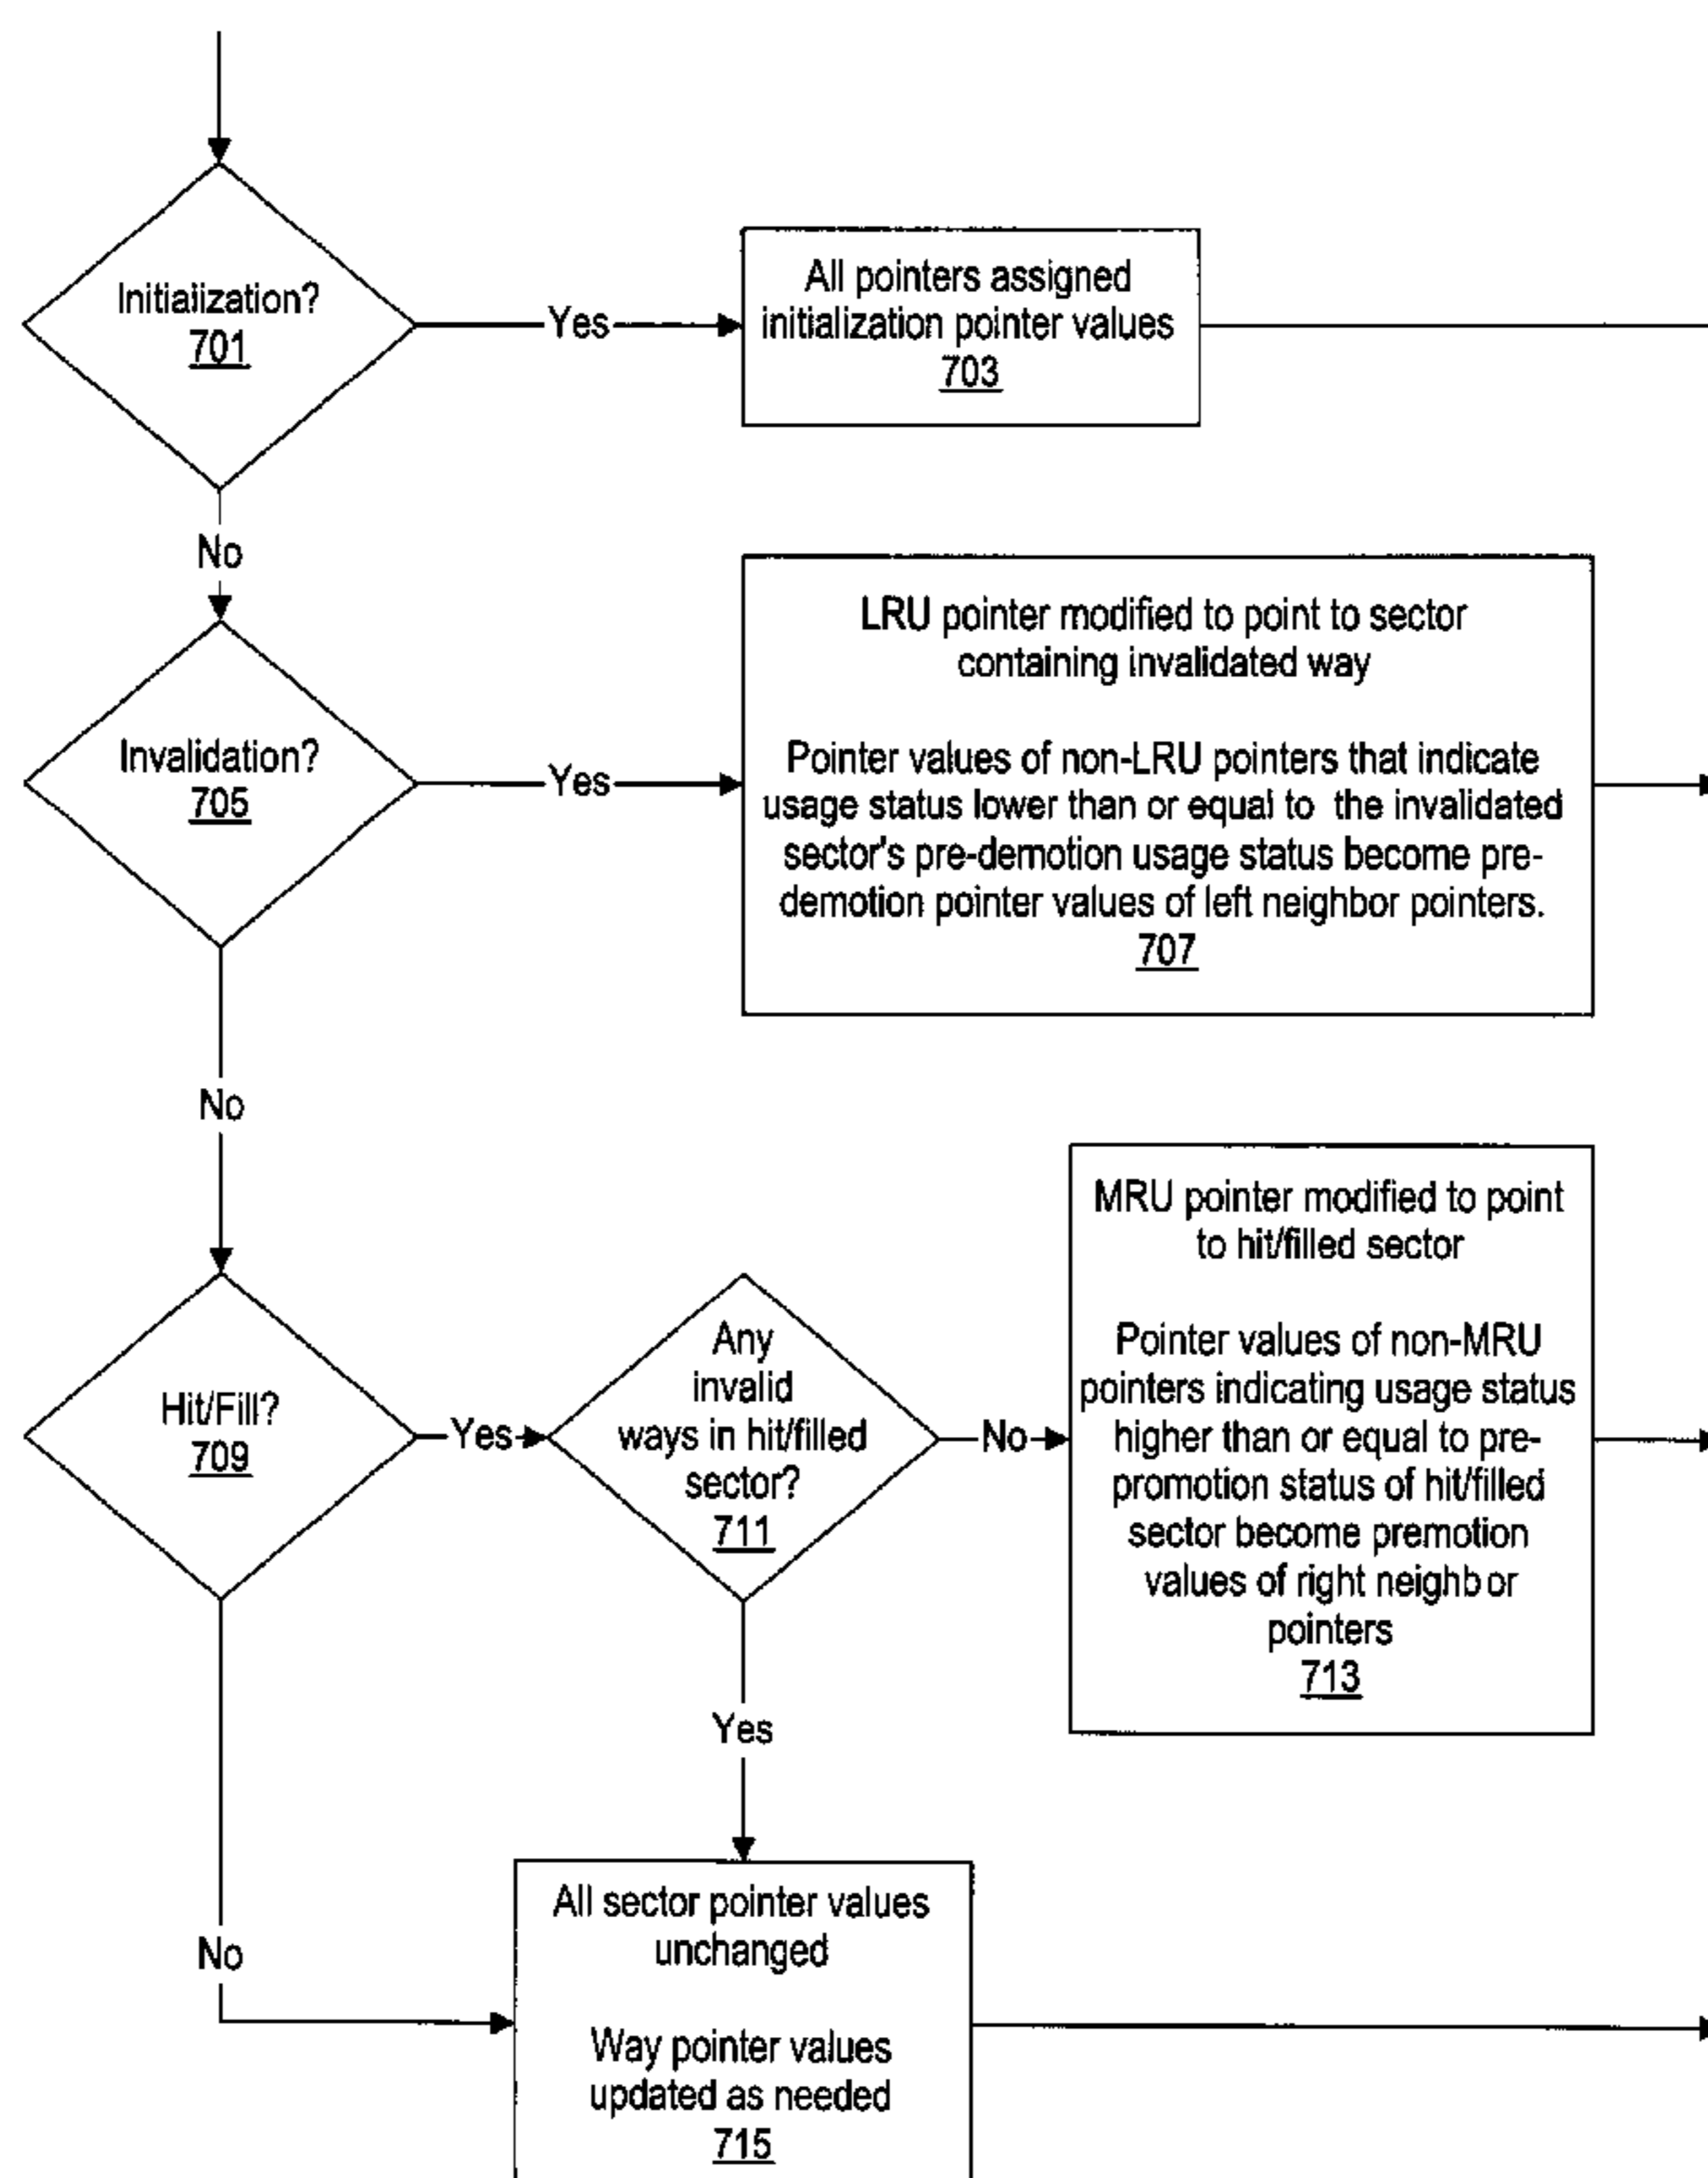 Initialization?
701
Yes
All pointers assigned
initialization pointer values
703
No
Invalidation?
705
Yes
LRU pointer modified to point to sector
containing invalidated way
Pointer values of non-LRU pointers that indicate
usage status lower than or equal to the invalidated
sector's pre-demotion usage status become pre-
demotion pointer values of left neighbor pointers.
707
No
Hit/Fill?
709
Yes
Any
invalid
ways in hit/filled
sector?
711
No
MRU pointer modified to point
to hit/filled sector
Pointer values of non-MRU
pointers indicating usage status
higher than or equal to pre-
promotion status of hit/filled
sector become premotion
values of right neighbor
pointers
713
Yes
No
All sector pointer values
unchanged
Way pointer values
updated as needed
715